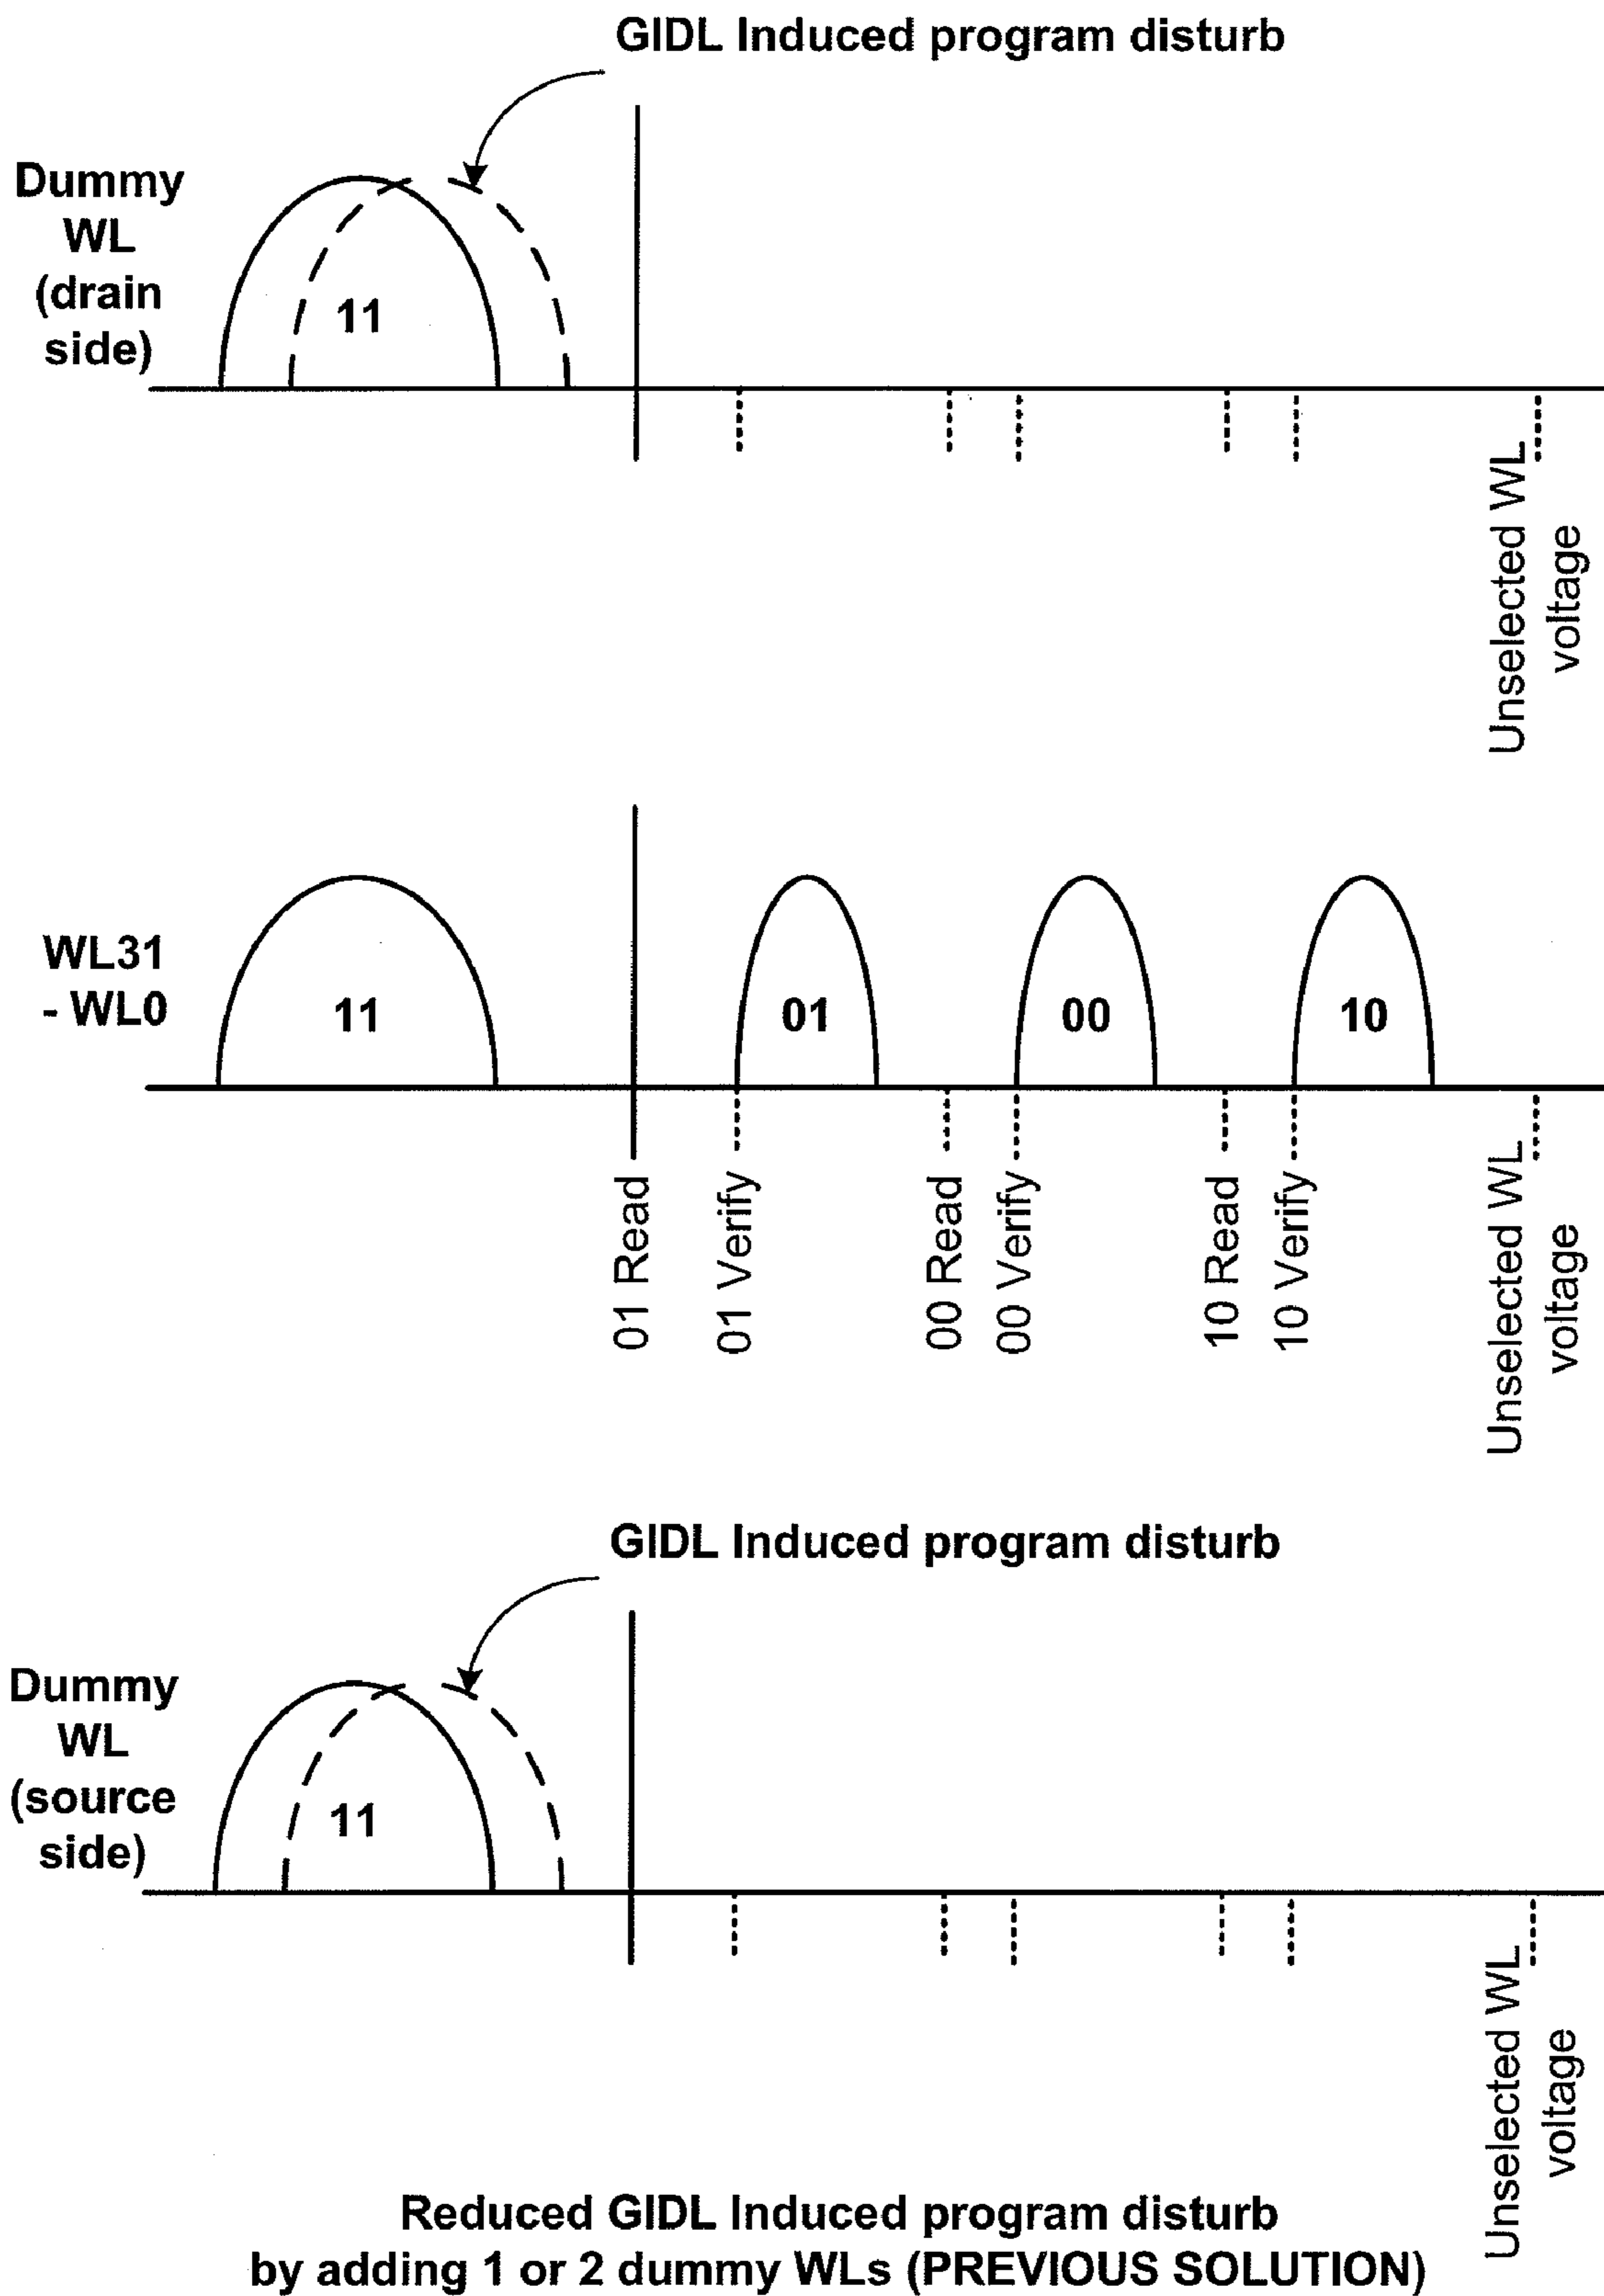 GIDL Induced program disturb
Dummy
WL
(drain
side)
11
Unselected WL
voltage
WL31
- WL0
11
01
00
10
01 Read
01 Verify
00 Read
00 Verify
10 Read
10 Verify
Unselected WL
voltage
GIDL Induced program disturb
Dummy
WL
(source
side)
11
Unselected WL
voltage
Reduced GIDL Induced program disturb
by adding 1 or 2 dummy WLs (PREVIOUS SOLUTION)